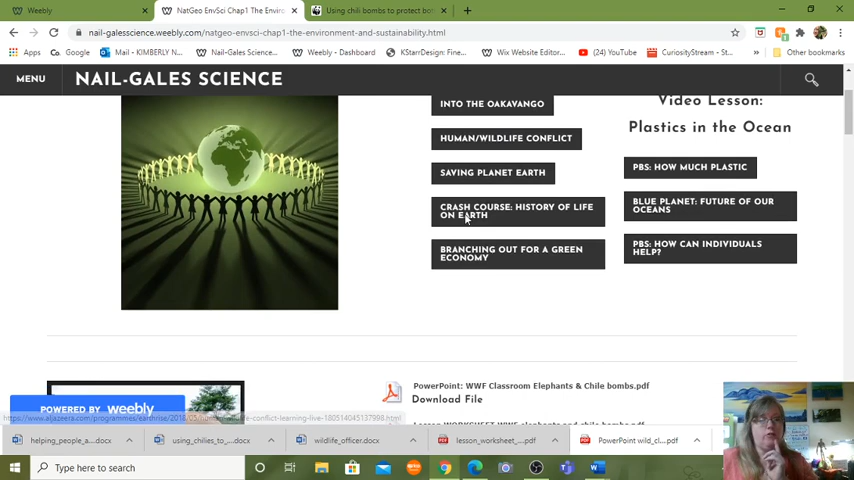 Weebly
NatGeo EnvSci Chap1 The Envir
Using chili bombs to protect bot
nail-galesscience.weebly.com/natgeo-envsci-chap1-the-environment-and-sustainability.html
Apps
Google
Mail - KIMBERLY N...
Nail-Gales Science...
Weebly - Dashboard
KStarrDesign: Fine...
Wix Website Editor...
(24) YouTube
CuriosityStream - St...
Other bookmarks
MENU
NAIL-GALES SCIENCE
INTO THE OKAVANGO
HUMAN/WILDLIFE CONFLICT
SAVING PLANET EARTH
CRASH COURSE: HISTORY OF LIFE
ON EARTH
BRANCHING OUT FOR A GREEN
ECONOMY
Video Lesson:
Plastics in the Ocean
PBS: HOW MUCH PLASTIC
BLUE PLANET: FUTURE OF OUR
OCEANS
PBS: HOW CAN INDIVIDUALS
HELP?
PowerPoint: WWF Classroom Elephants & Chile bombs.pdf
Download File
POWERED BY weebly
helping_people_a....docx
using_chilies_to_....docx
wildlife_officer.docx
lesson_worksheet_....pdf
PowerPoint wild_cl....pdf
Type here to search